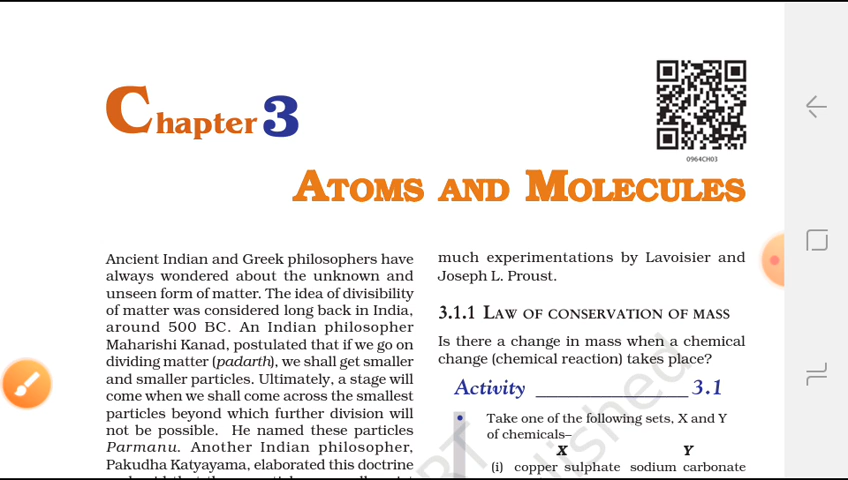 Chapter 3
0964CH03
ATOMS AND MOLECULES
Ancient Indian and Greek philosophers have
always wondered about the unknown and
unseen form of matter. The idea of divisibility
of matter was considered long back in India,
around 500 BC. An Indian philosopher
Maharishi Kanad, postulated that if we go on
dividing matter (padarth), we shall get smaller
and smaller particles. Ultimately, a stage will
come when we shall come across the smallest
particles beyond which further division will
not be possible. He named these particles
Parmanu. Another Indian philosopher,
Pakudha Katyayama, elaborated this doctrine
much experimentations by Lavoisier and
Joseph L. Proust.
3.1.1 LAW OF CONSERVATION OF MASS
Is there a change in mass when a chemical
change (chemical reaction) takes place?
Activity ______________ 3.1
• Take one of the following sets, X and Y
of chemicals–
X Y
(i) copper sulphate sodium carbonate